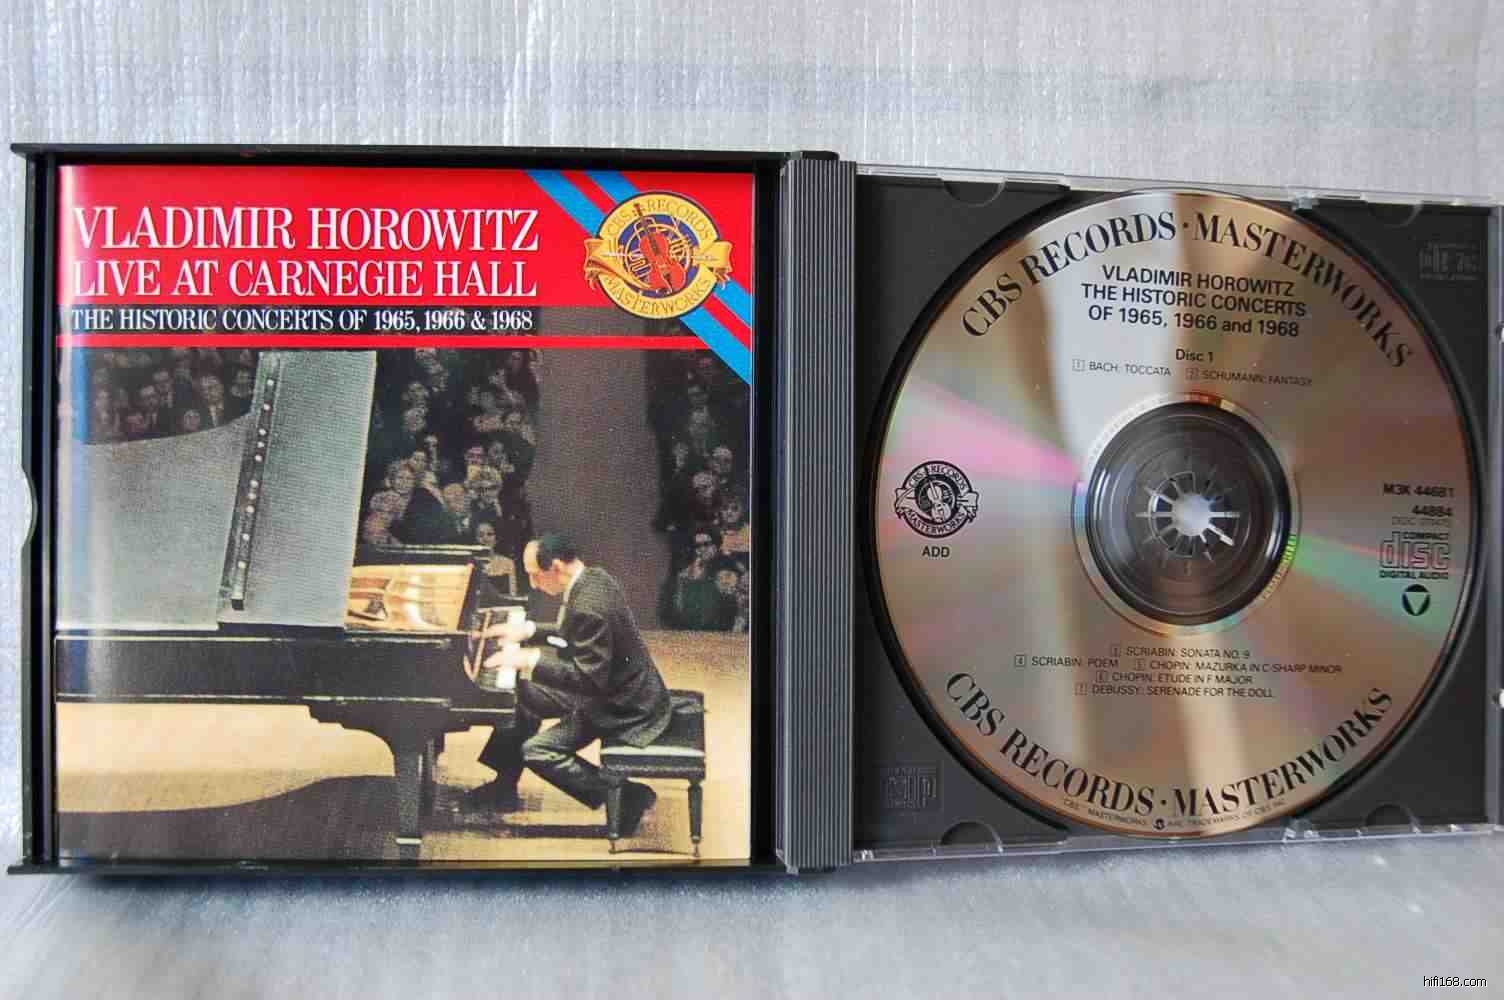 VLADIMIR HOROWITZ
LIVE AT CARNEGIE HALL
THE HISTORIC CONCERTS OF 1965, 1966 & 1968
CBS RECORDS
MASTERWORKS
CBS RECORDS · MASTERWORKS
VLADIMIR HOROWITZ
THE HISTORIC CONCERTS
OF 1965, 1966 and 1968
Disc 1
1 BACH: TOCCATA 2 SCHUMANN: FANTASY
CBS RECORDS
MASTERWORKS
ADD
M3K 44681
44884
COMPACT
disc
DIGITAL AUDIO
3 SCRIABIN: SONATA NO. 9
4 SCRIABIN: POEM 5 CHOPIN: MAZURKA IN C-SHARP MINOR
6 CHOPIN: ETUDE IN F MAJOR
7 DEBUSSY: SERENADE FOR THE DOLL
CBS RECORDS · MASTERWORKS
hifi168.com